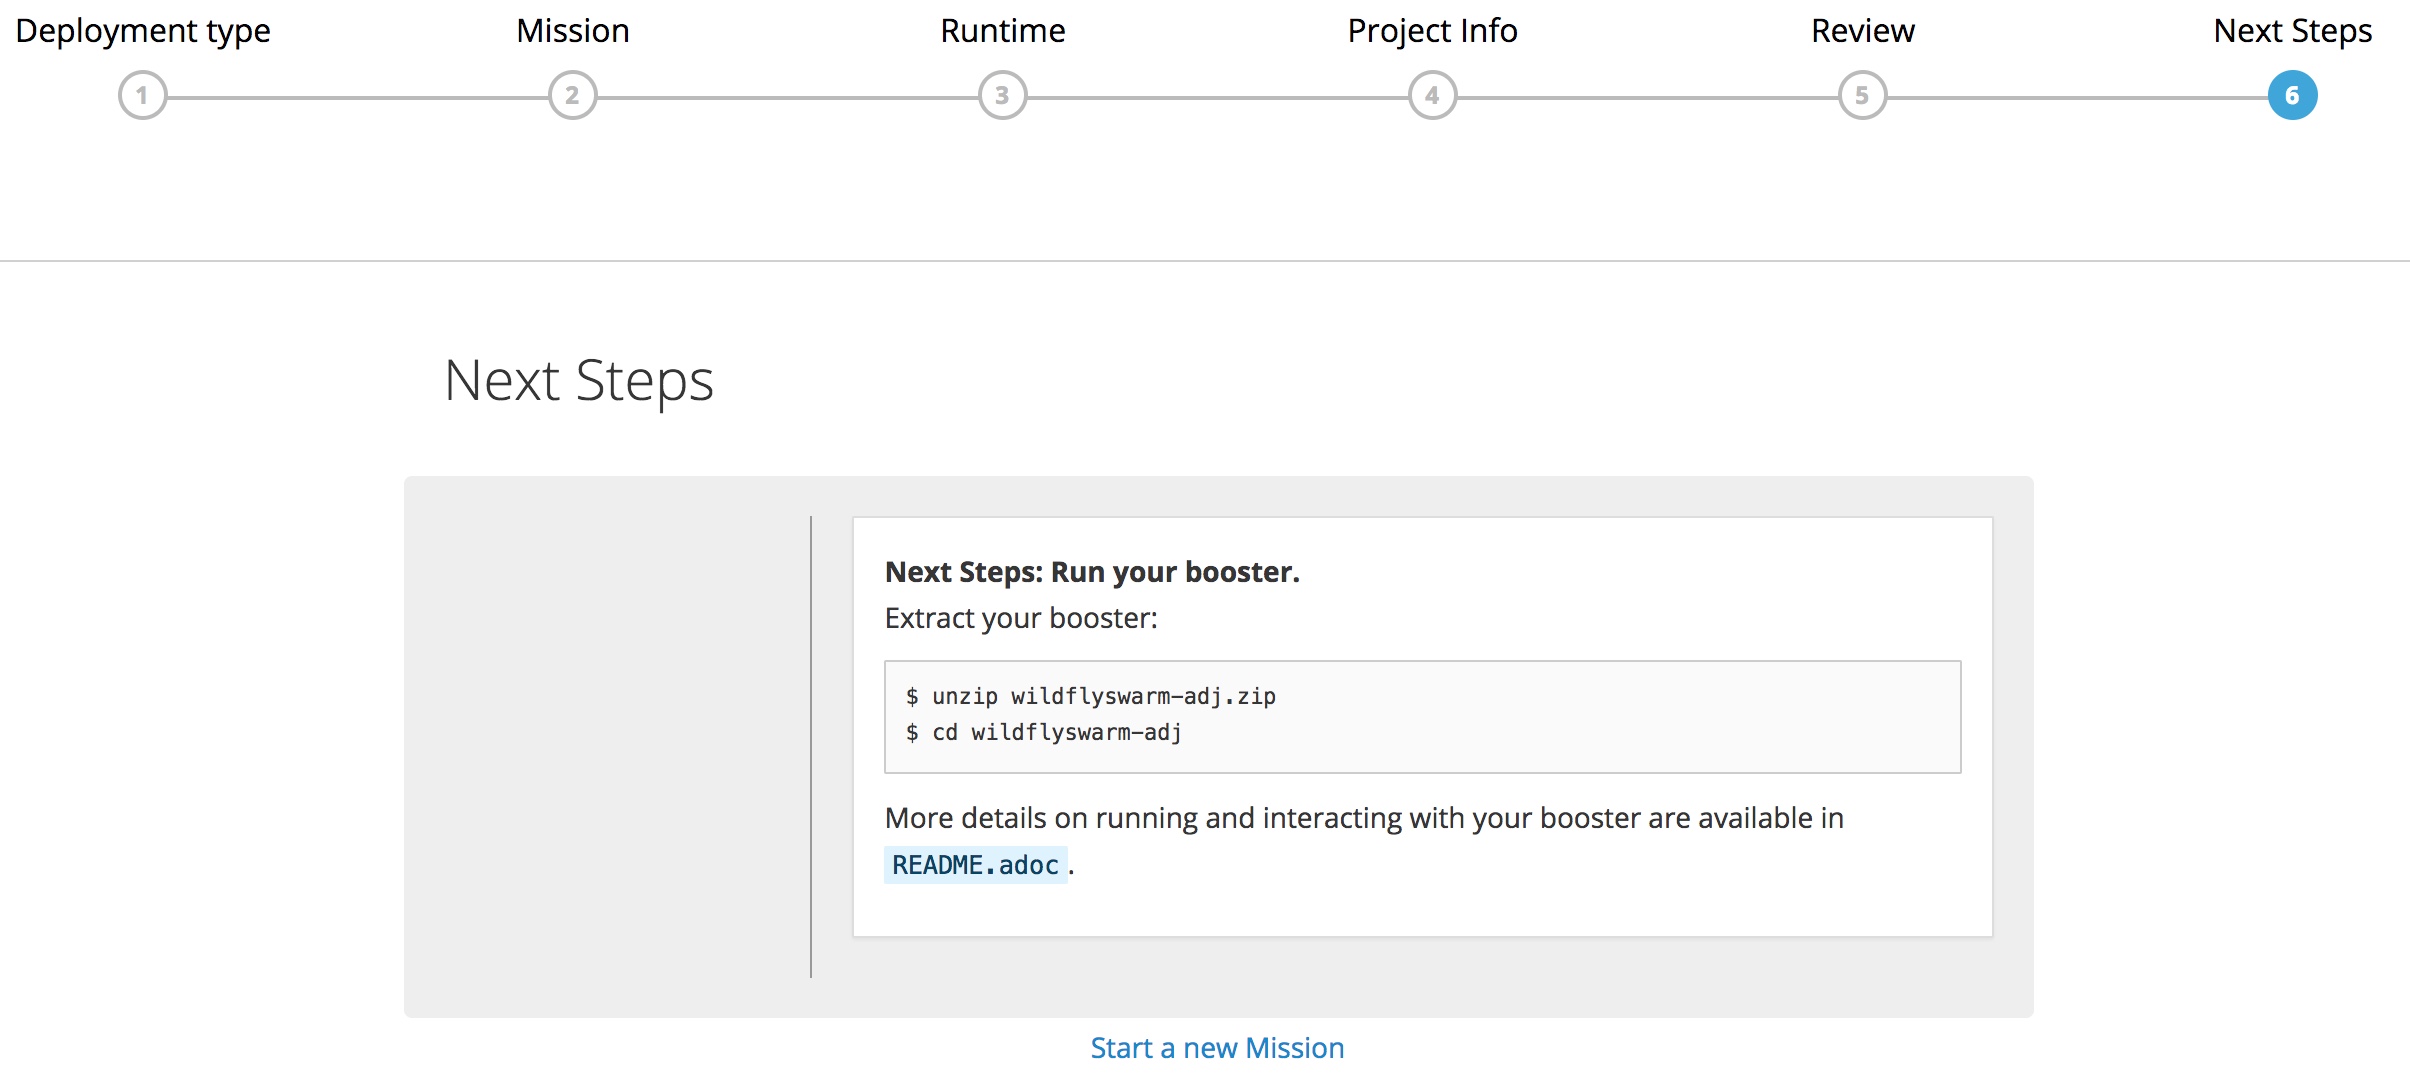 Deployment type
Mission
Runtime
Project Info
Review
Next Steps
1
2
3
4
5
6
Next Steps
Next Steps: Run your booster.
Extract your booster:
$ unzip wildflyswarm-adj.zip
$ cd wildflyswarm-adj
More details on running and interacting with your booster are available in
README.adoc.
Start a new Mission